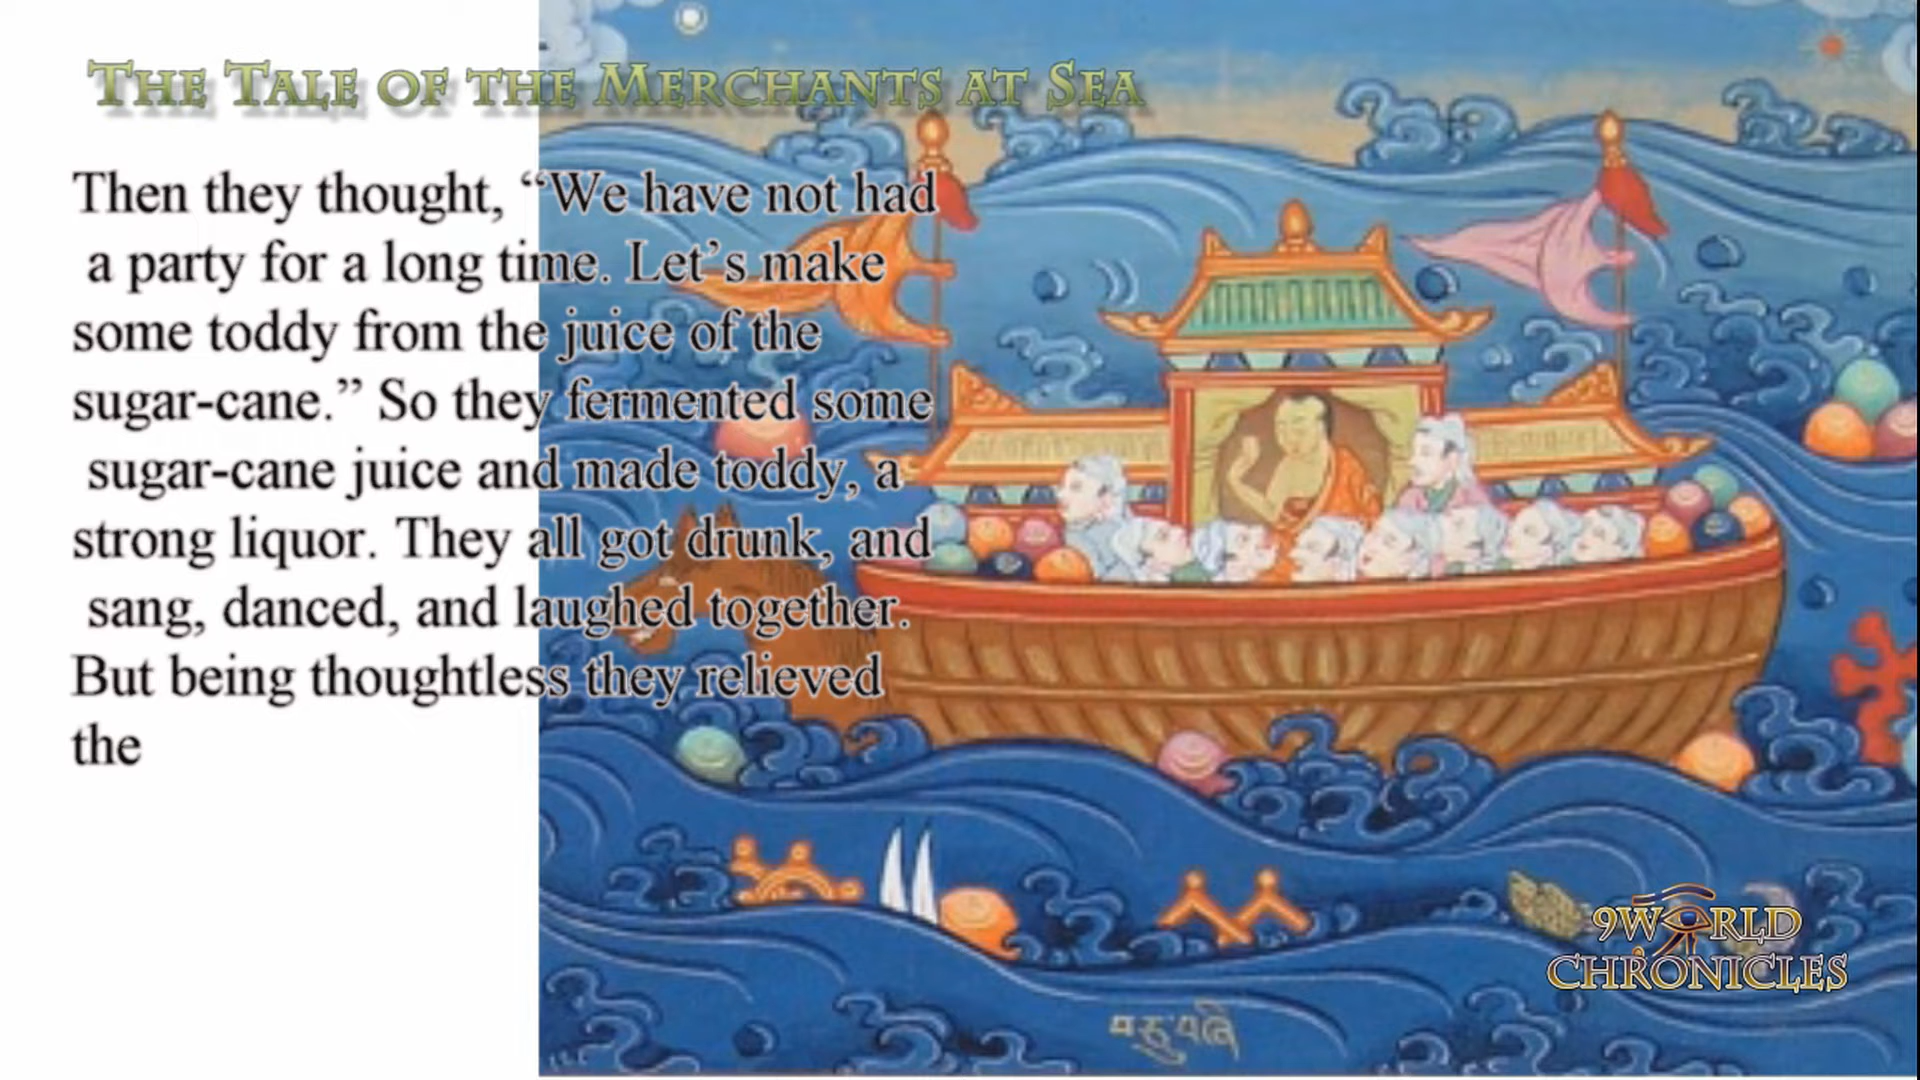 THE TALE OF THE MERCHANTS AT SEA
Then they thought, “We have not had
a party for a long time. Let’s make
some toddy from the juice of the
sugar-cane.” So they fermented some
sugar-cane juice and made toddy, a
strong liquor. They all got drunk, and
sang, danced, and laughed together.
But being thoughtless they relieved
the
9WORLD
CHRONICLES